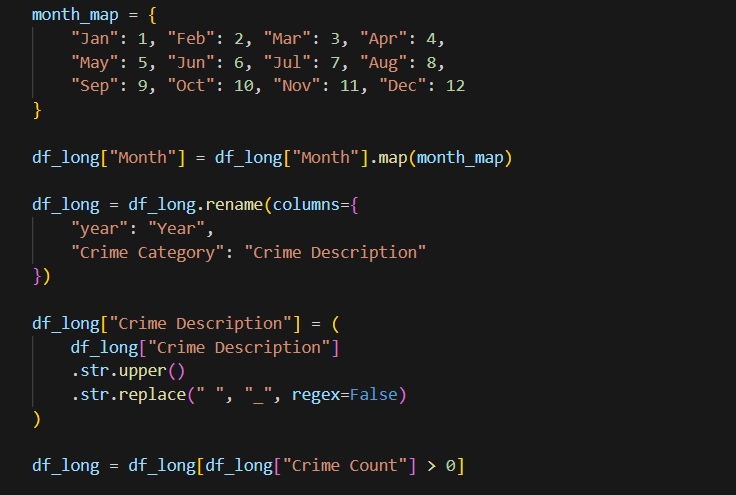 month_map = {
    "Jan": 1, "Feb": 2, "Mar": 3, "Apr": 4,
    "May": 5, "Jun": 6, "Jul": 7, "Aug": 8,
    "Sep": 9, "Oct": 10, "Nov": 11, "Dec": 12
}
df_long["Month"] = df_long["Month"].map(month_map)
df_long = df_long.rename(columns={
    "year": "Year",
    "Crime Category": "Crime Description"
})
df_long["Crime Description"] = (
    df_long["Crime Description"]
    .str.upper()
    .str.replace(" ", "_", regex=False)
)
df_long = df_long[df_long["Crime Count"] > 0]